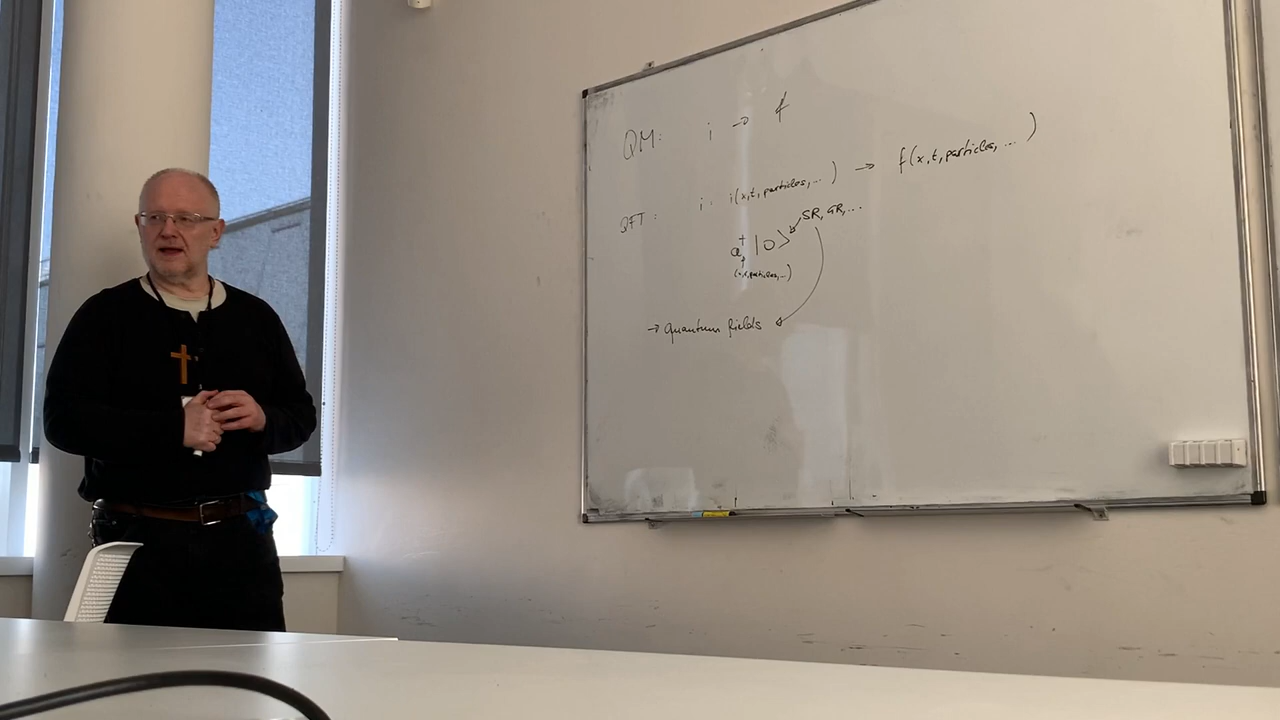 QM: i → f
QFT: i: i(x,t,particles,...) → f(x,t,particles,...)
SR, GR,...
a† |0>
(x,t,particles,...)
→ Quantum fields